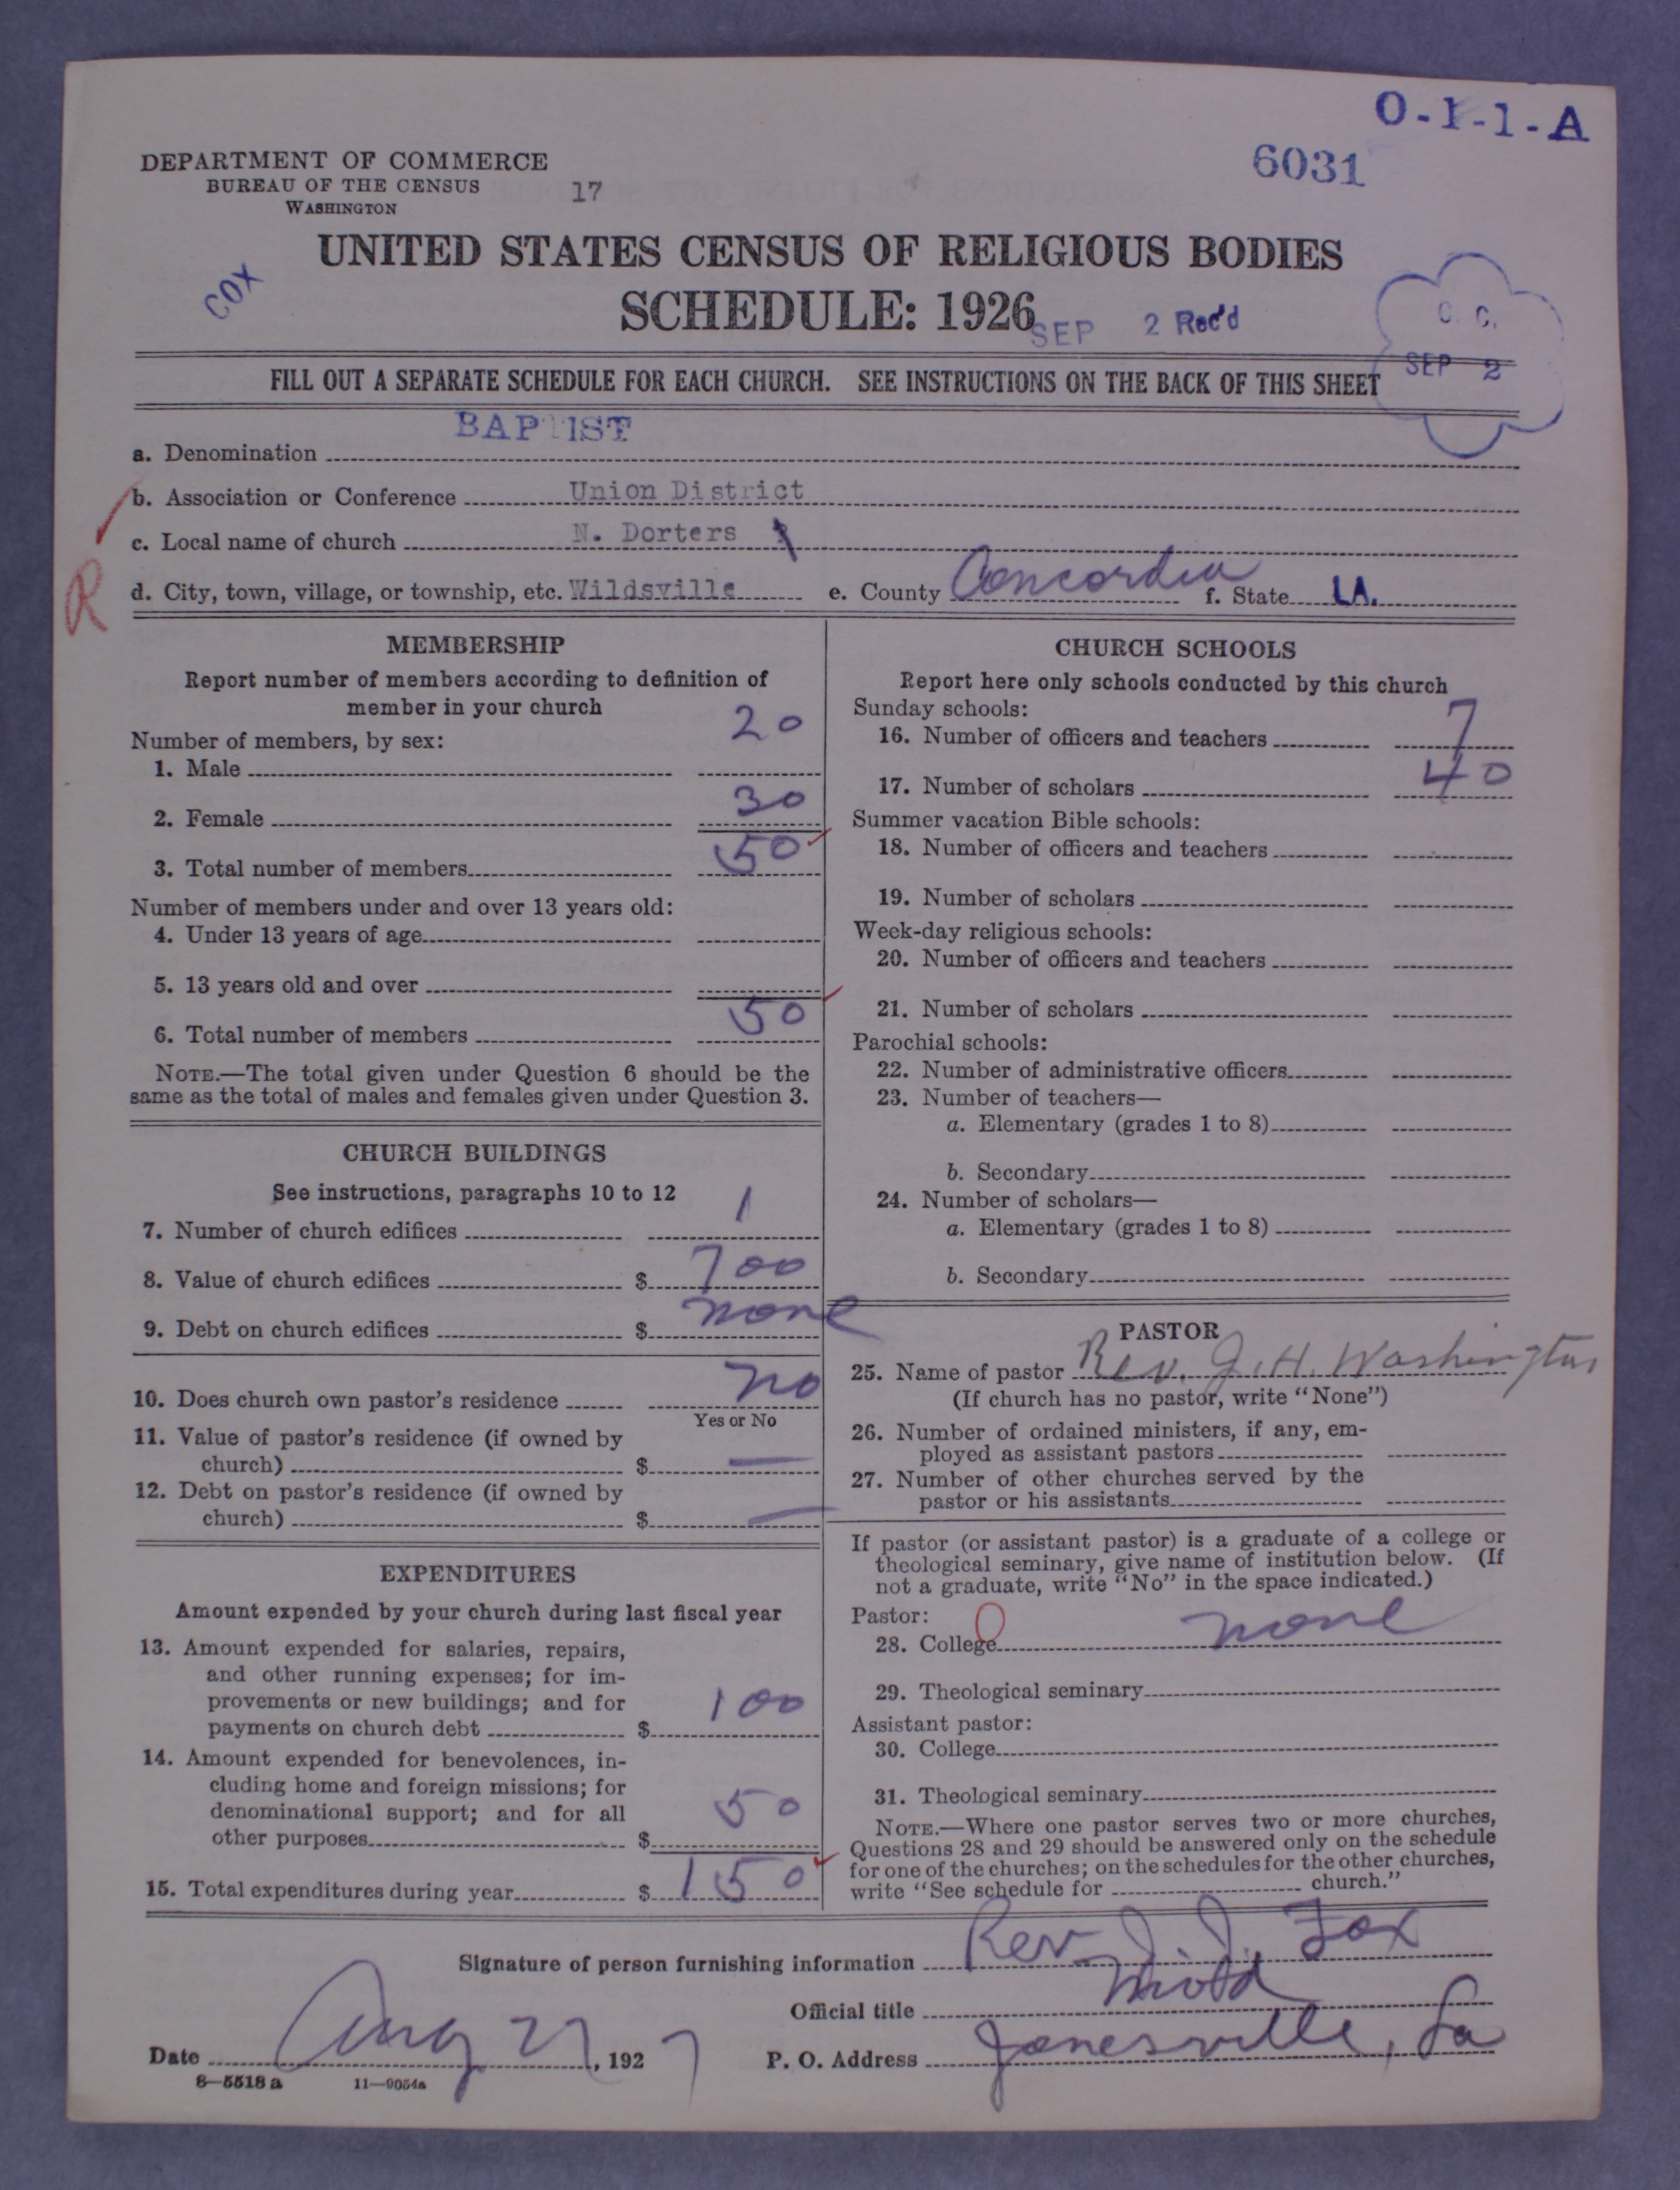 O-1-1-A
6031
DEPARTMENT OF COMMERCE
BUREAU OF THE CENSUS
WASHINGTON
17
UNITED STATES CENSUS OF RELIGIOUS BODIES
COX
SCHEDULE: 1926
SEP 2 Rec'd
C. C.
SEP 2
FILL OUT A SEPARATE SCHEDULE FOR EACH CHURCH. SEE INSTRUCTIONS ON THE BACK OF THIS SHEET
a. Denomination BAPTIST
b. Association or Conference Union District
c. Local name of church N. Dorters
R
d. City, town, village, or township, etc. Wildsville e. County Concordia f. State LA.
MEMBERSHIP
Report number of members according to definition of
member in your church
Number of members, by sex:
1. Male 20
2. Female 30
3. Total number of members 50
Number of members under and over 13 years old:
4. Under 13 years of age
5. 13 years old and over
6. Total number of members 50
NOTE.—The total given under Question 6 should be the
same as the total of males and females given under Question 3.
CHURCH BUILDINGS
See instructions, paragraphs 10 to 12
7. Number of church edifices 1
8. Value of church edifices $ 700
9. Debt on church edifices $ none
10. Does church own pastor's residence no
Yes or No
11. Value of pastor's residence (if owned by
church) $ —
12. Debt on pastor's residence (if owned by
church) $ —
EXPENDITURES
Amount expended by your church during last fiscal year
13. Amount expended for salaries, repairs,
and other running expenses; for im-
provements or new buildings; and for
payments on church debt $ 100
14. Amount expended for benevolences, in-
cluding home and foreign missions; for
denominational support; and for all
other purposes $ 50
15. Total expenditures during year $ 150
CHURCH SCHOOLS
Report here only schools conducted by this church
Sunday schools:
16. Number of officers and teachers 7
17. Number of scholars 40
Summer vacation Bible schools:
18. Number of officers and teachers
19. Number of scholars
Week-day religious schools:
20. Number of officers and teachers
21. Number of scholars
Parochial schools:
22. Number of administrative officers
23. Number of teachers—
a. Elementary (grades 1 to 8)
b. Secondary
24. Number of scholars—
a. Elementary (grades 1 to 8)
b. Secondary
PASTOR
25. Name of pastor Rev. J. H. Washington
(If church has no pastor, write "None")
26. Number of ordained ministers, if any, em-
ployed as assistant pastors
27. Number of other churches served by the
pastor or his assistants
If pastor (or assistant pastor) is a graduate of a college or
theological seminary, give name of institution below. (If
not a graduate, write "No" in the space indicated.)
Pastor:
28. College none
29. Theological seminary
Assistant pastor:
30. College
31. Theological seminary
NOTE.—Where one pastor serves two or more churches,
Questions 28 and 29 should be answered only on the schedule
for one of the churches; on the schedules for the other churches,
write "See schedule for church."
Signature of person furnishing information Rev. J. J. Fox
Official title
Date Aug 27, 1927 P. O. Address Jonesville, La
8—5518 a 11—9054a